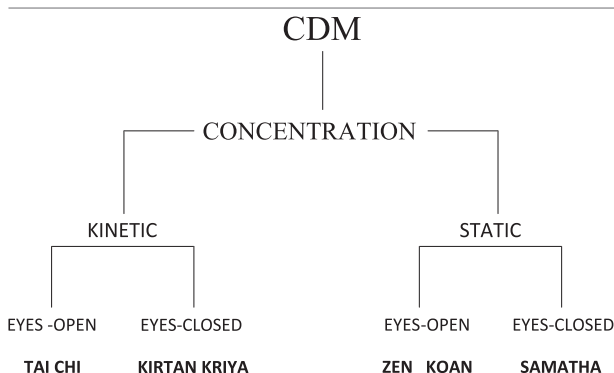 CDM
CONCENTRATION
KINETIC STATIC
EYES -OPEN EYES-CLOSED EYES-OPEN EYES-CLOSED
TAI CHI KIRTAN KRIYA ZEN KOAN SAMATHA